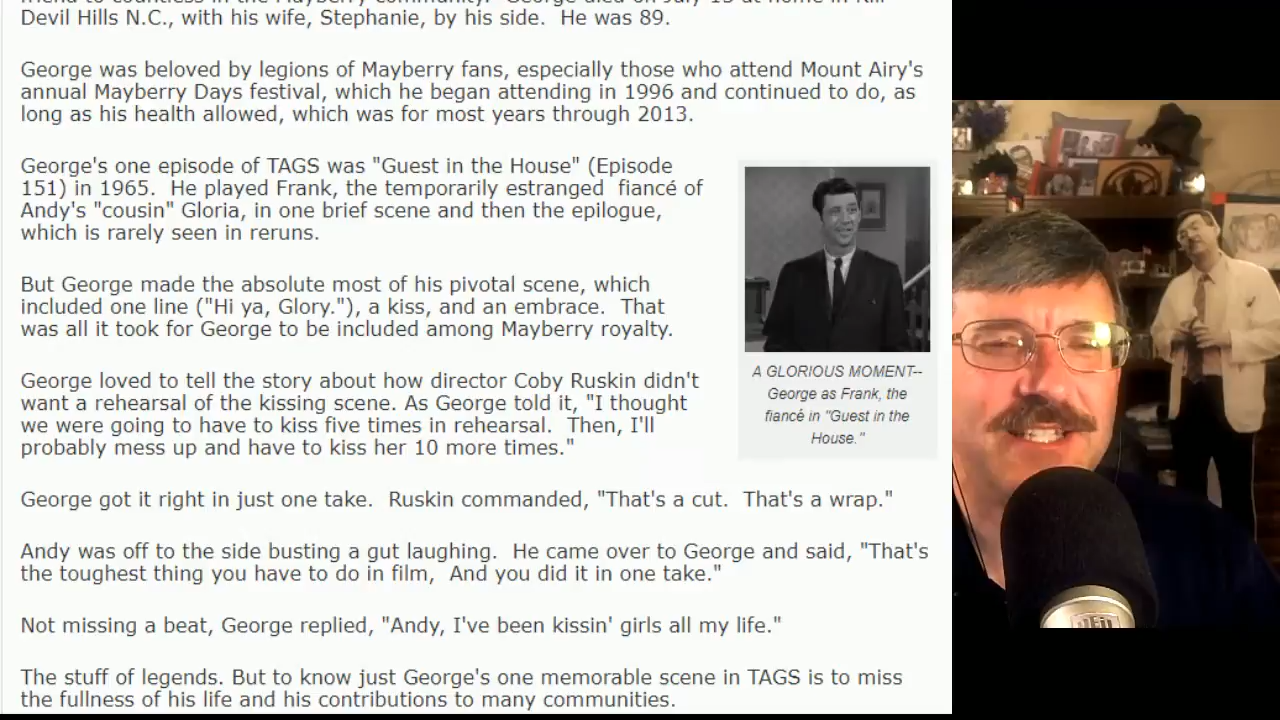 Devil Hills N.C., with his wife, Stephanie, by his side.  He was 89.
George was beloved by legions of Mayberry fans, especially those who attend Mount Airy's
annual Mayberry Days festival, which he began attending in 1996 and continued to do, as
long as his health allowed, which was for most years through 2013.
George's one episode of TAGS was "Guest in the House" (Episode
151) in 1965.  He played Frank, the temporarily estranged  fiancé of
Andy's "cousin" Gloria, in one brief scene and then the epilogue,
which is rarely seen in reruns.
But George made the absolute most of his pivotal scene, which
included one line ("Hi ya, Glory."), a kiss, and an embrace.  That
was all it took for George to be included among Mayberry royalty.
George loved to tell the story about how director Coby Ruskin didn't
want a rehearsal of the kissing scene. As George told it, "I thought
we were going to have to kiss five times in rehearsal.  Then, I'll
probably mess up and have to kiss her 10 more times."
A GLORIOUS MOMENT--
George as Frank, the
fiancé in "Guest in the
House."
George got it right in just one take.  Ruskin commanded, "That's a cut.  That's a wrap."
Andy was off to the side busting a gut laughing.  He came over to George and said, "That's
the toughest thing you have to do in film,  And you did it in one take."
Not missing a beat, George replied, "Andy, I've been kissin' girls all my life."
The stuff of legends. But to know just George's one memorable scene in TAGS is to miss
the fullness of his life and his contributions to many communities.